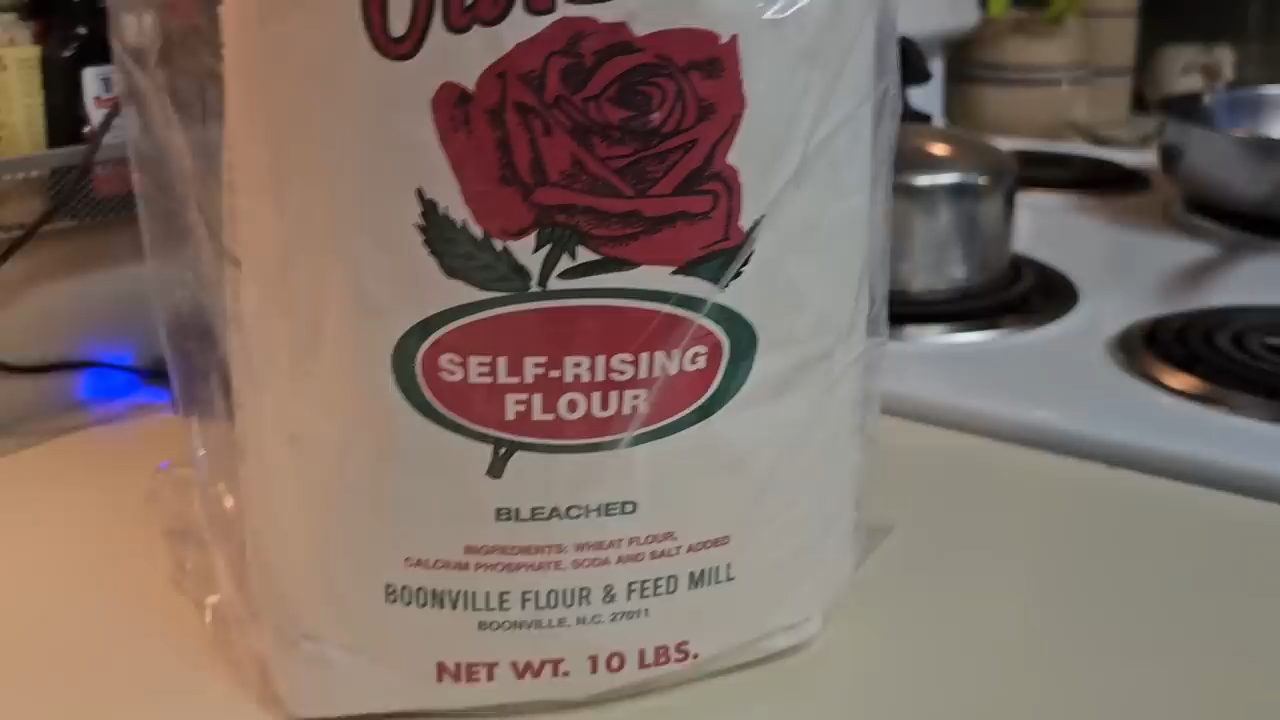 SELF-RISING
FLOUR
BLEACHED
INGREDIENTS: WHEAT FLOUR,
CALCIUM PHOSPHATE, SODA AND SALT ADDED
BOONVILLE FLOUR & FEED MILL
BOONVILLE, N.C. 27011
NET WT. 10 LBS.